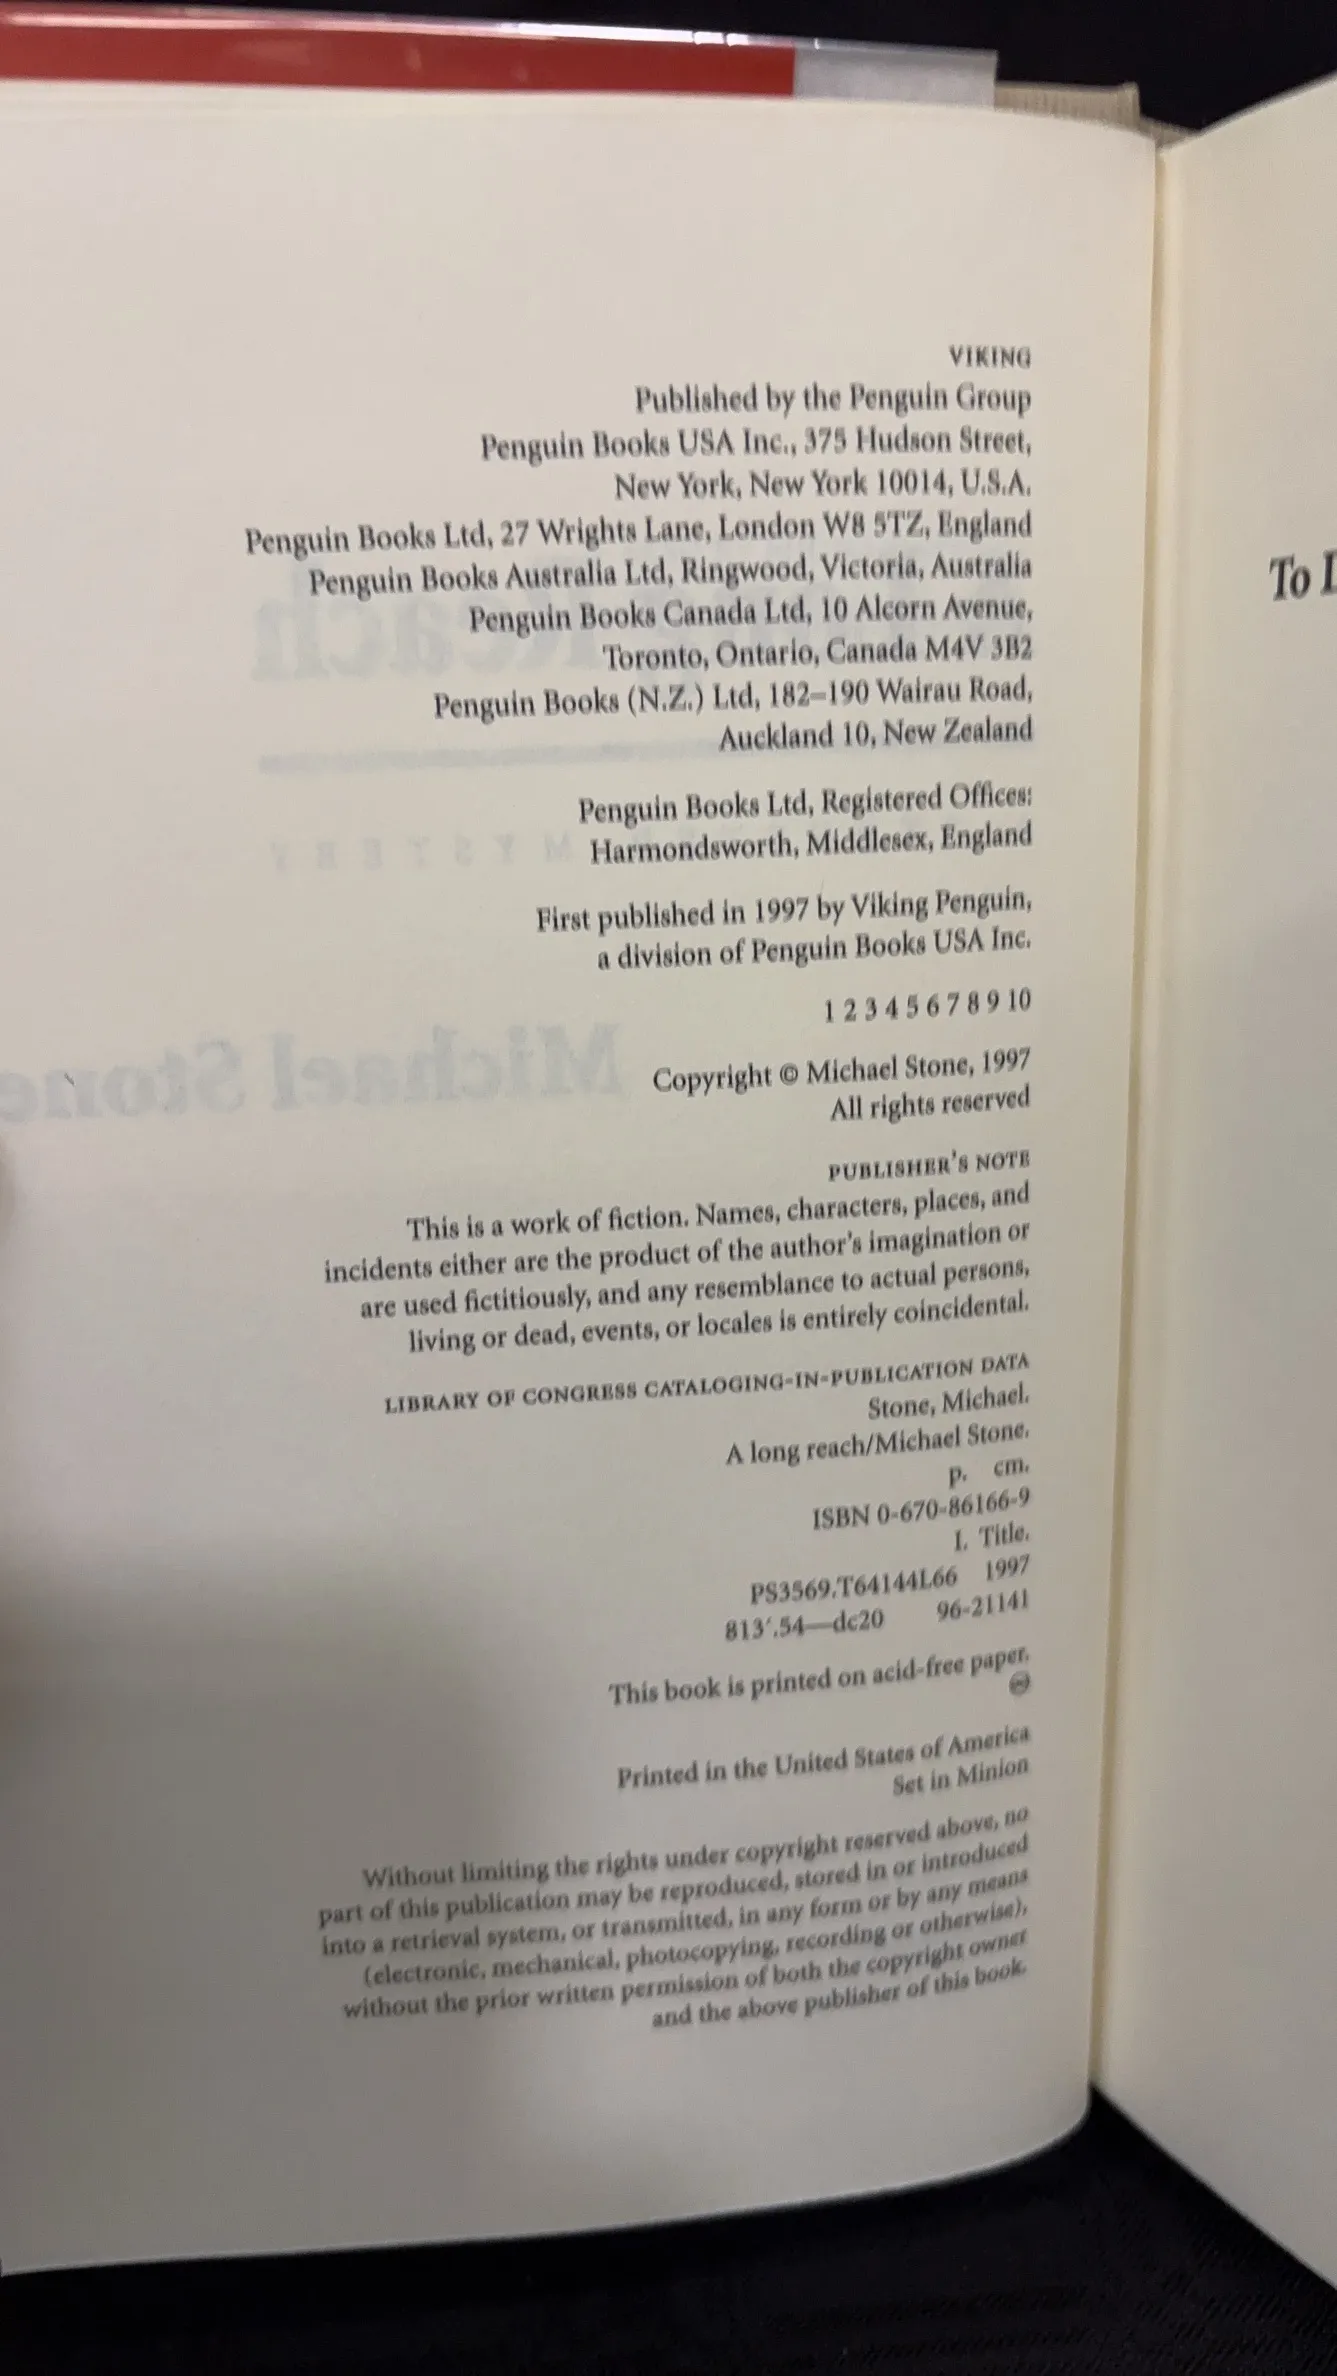 VIKING
Published by the Penguin Group
Penguin Books USA Inc., 375 Hudson Street,
New York, New York 10014, U.S.A.
Penguin Books Ltd, 27 Wrights Lane, London W8 5TZ, England
Penguin Books Australia Ltd, Ringwood, Victoria, Australia
Penguin Books Canada Ltd, 10 Alcorn Avenue,
Toronto, Ontario, Canada M4V 3B2
Penguin Books (N.Z.) Ltd, 182–190 Wairau Road,
Auckland 10, New Zealand
Penguin Books Ltd, Registered Offices:
Harmondsworth, Middlesex, England
First published in 1997 by Viking Penguin,
a division of Penguin Books USA Inc.
1 2 3 4 5 6 7 8 9 10
Copyright © Michael Stone, 1997
All rights reserved
PUBLISHER'S NOTE
This is a work of fiction. Names, characters, places, and
incidents either are the product of the author's imagination or
are used fictitiously, and any resemblance to actual persons,
living or dead, events, or locales is entirely coincidental.
LIBRARY OF CONGRESS CATALOGING-IN-PUBLICATION DATA
Stone, Michael.
A long reach/Michael Stone.
p. cm.
ISBN 0-670-86166-9
I. Title.
PS3569.T64144L66 1997
813′.54—dc20 96-21141
This book is printed on acid-free paper.
♾
Printed in the United States of America
Set in Minion
Without limiting the rights under copyright reserved above, no
part of this publication may be reproduced, stored in or introduced
into a retrieval system, or transmitted, in any form or by any means
(electronic, mechanical, photocopying, recording or otherwise),
without the prior written permission of both the copyright owner
and the above publisher of this book.
To